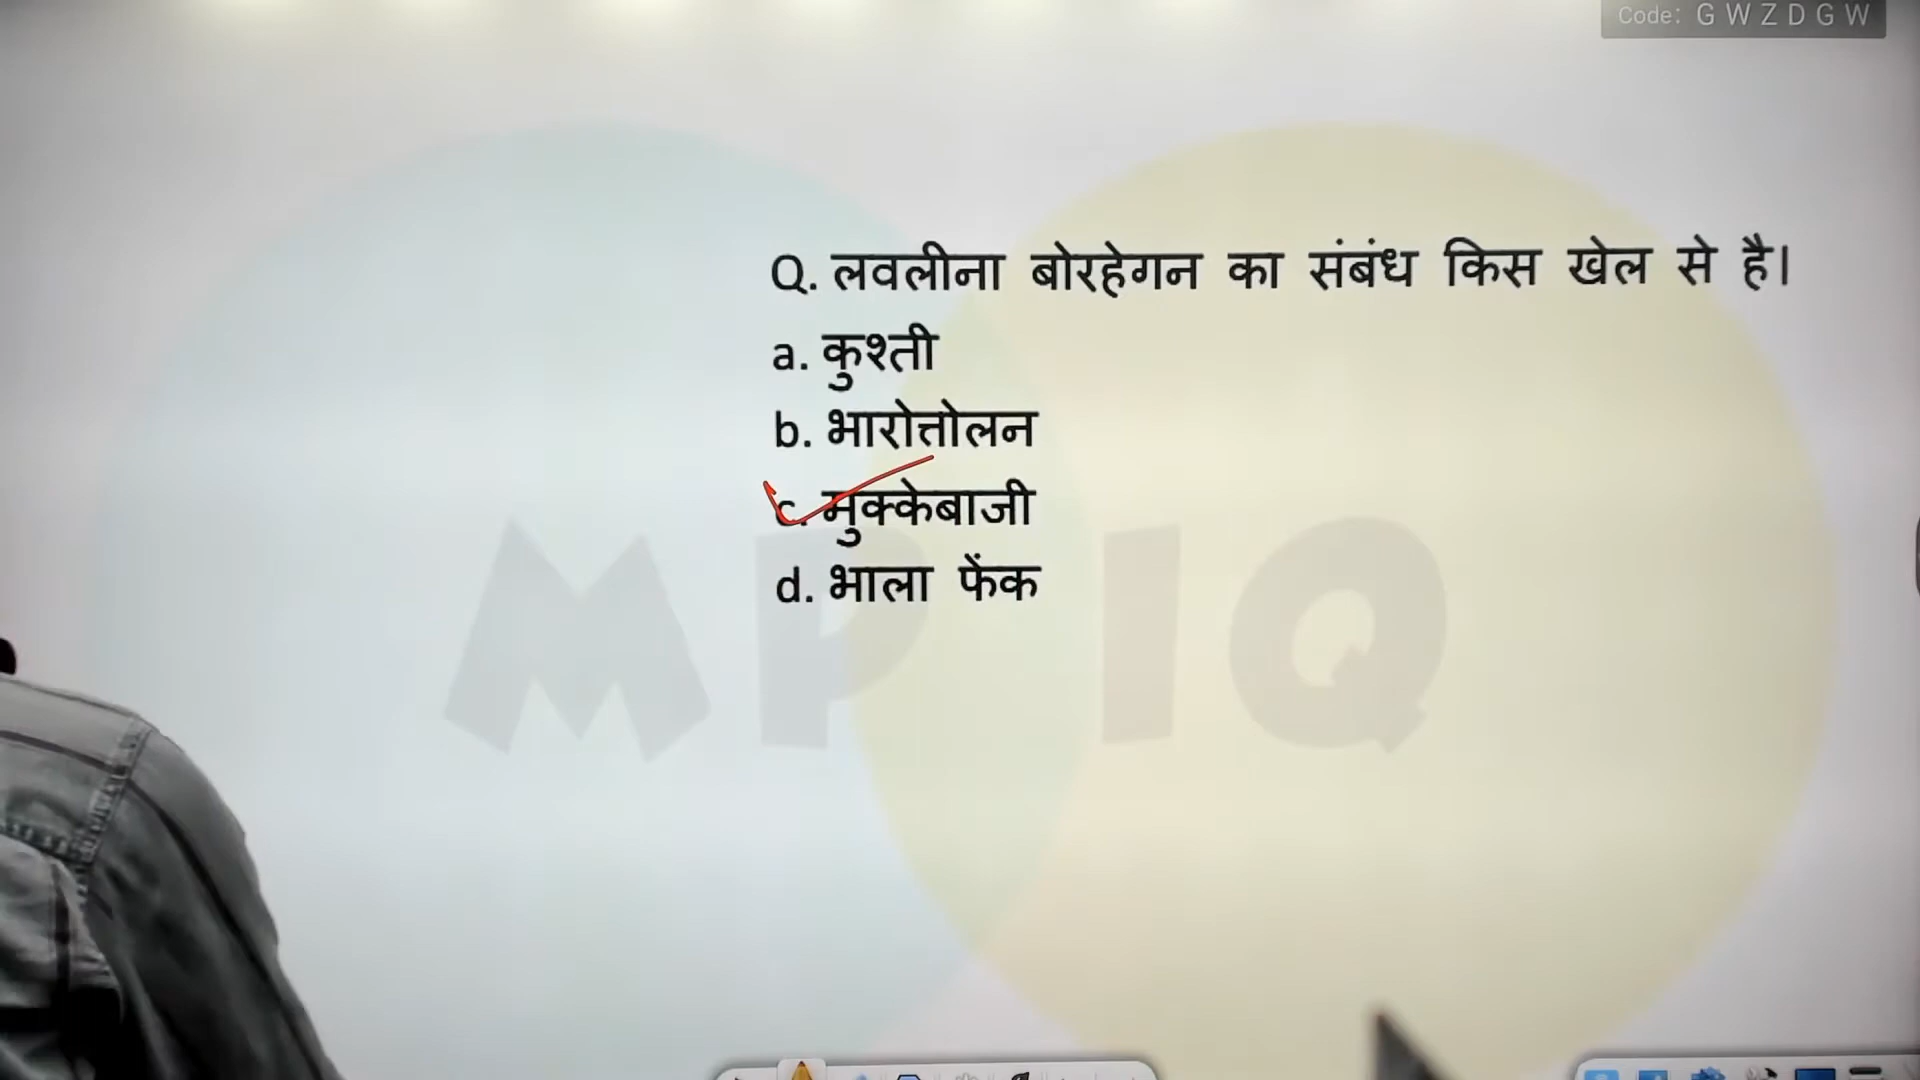 Code: G W Z D G W
Q. लवलीना बोरहेगन का संबंध किस खेल से है।
a. कुश्ती
b. भारोत्तोलन
c. मुक्केबाजी
d. भाला फेंक
MP IQ